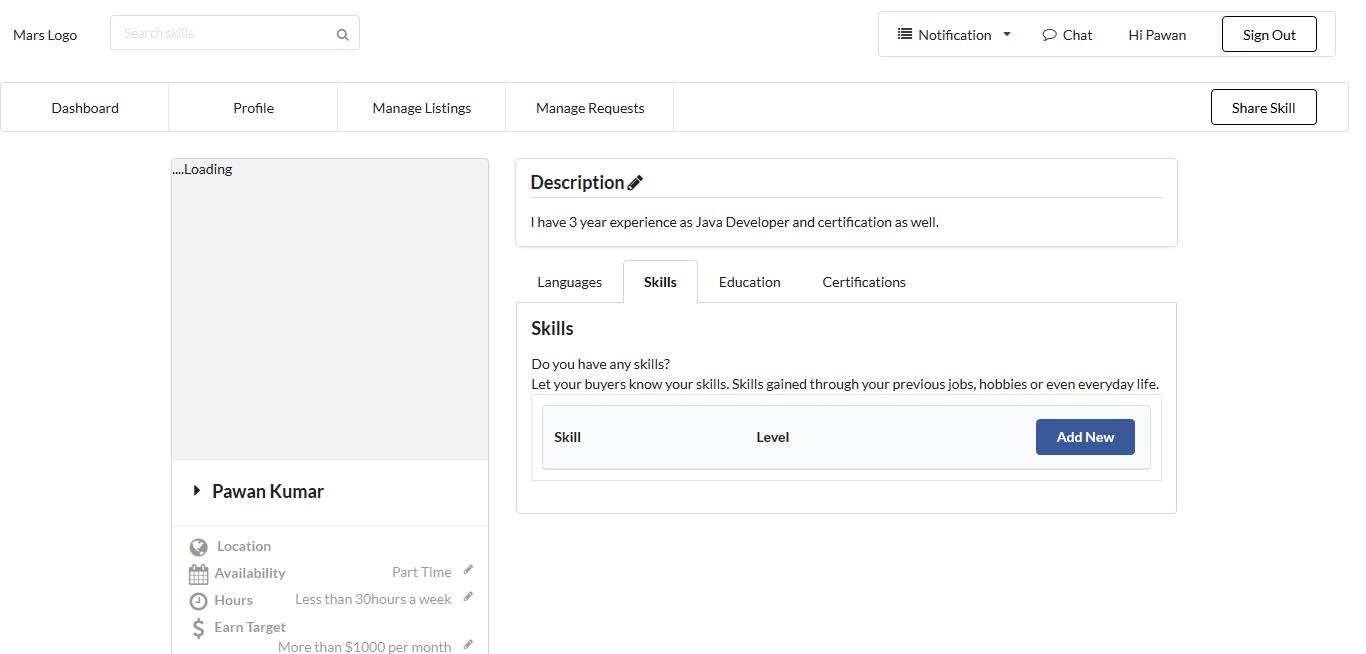 Mars Logo
Search skills
Notification
Chat
Hi Pawan
Sign Out
Dashboard
Profile
Manage Listings
Manage Requests
Share Skill
....Loading
Pawan Kumar
Location
Availability
Part Time
Hours
Less than 30hours a week
Earn Target
More than $1000 per month
Description
I have 3 year experience as Java Developer and certification as well.
Languages
Skills
Education
Certifications
Skills
Do you have any skills?
Let your buyers know your skills. Skills gained through your previous jobs, hobbies or even everyday life.
Skill
Level
Add New